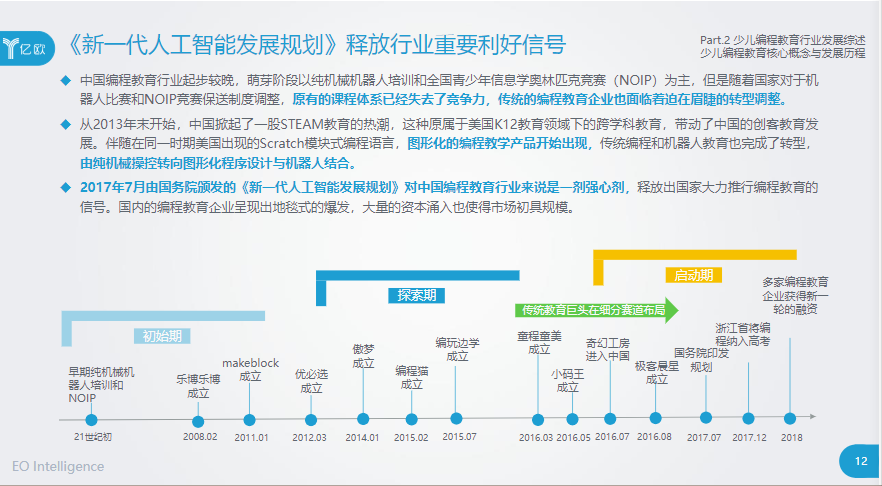 亿欧
《新一代人工智能发展规划》释放行业重要利好信号
Part.2 少儿编程教育行业发展综述
少儿编程教育核心概念与发展历程
中国编程教育行业起步较晚，萌芽阶段以纯机械机器人培训和全国青少年信息学奥林匹克竞赛（NOIP）为主，但是随着国家对于机
器人比赛和NOIP竞赛保送制度调整，原有的课程体系已经失去了竞争力，传统的编程教育企业也面临着迫在眉睫的转型调整。
从2013年末开始，中国掀起了一股STEAM教育的热潮，这种原属于美国K12教育领域下的跨学科教育，带动了中国的创客教育发
展。伴随在同一时期美国出现的Scratch模块式编程语言，图形化的编程教学产品开始出现，传统编程和机器人教育也完成了转型，
由纯机械操控转向图形化程序设计与机器人结合。
2017年7月由国务院颁发的《新一代人工智能发展规划》对中国编程教育行业来说是一剂强心剂，释放出国家大力推行编程教育的
信号。国内的编程教育企业呈现出地毯式的爆发，大量的资本涌入也使得市场初具规模。
初始期
探索期
启动期
传统教育巨头在细分赛道布局
早期纯机械机
器人培训和
NOIP
乐博乐博
成立
makeblock
成立
优必选
成立
傲梦
成立
编程猫
成立
编玩边学
成立
童程童美
成立
小码王
成立
奇幻工房
进入中国
极客晨星
成立
国务院印发
规划
浙江省将编
程纳入高考
多家编程教育
企业获得新一
轮的融资
21世纪初
2008.02
2011.01
2012.03
2014.01
2015.02
2015.07
2016.03
2016.05
2016.07
2016.08
2017.07
2017.12
2018
EO Intelligence
12